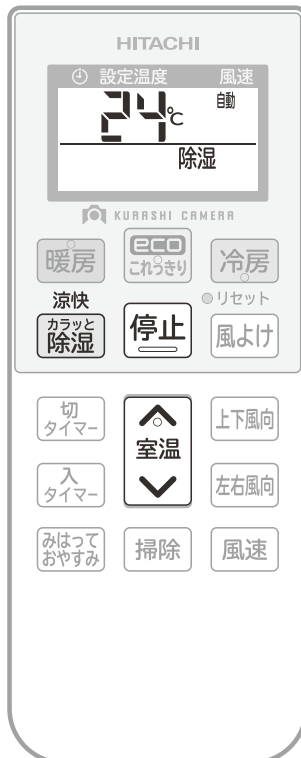 HITACHI
設定温度 風速
24℃ 自動
除湿
KURASHI CAMERA
暖房
eco
これっきり
冷房
涼快
カラッと
除湿
停止
リセット
風よけ
切
タイマー
室温
上下風向
入
タイマー
左右風向
みはって
おやすみ
掃除
風速